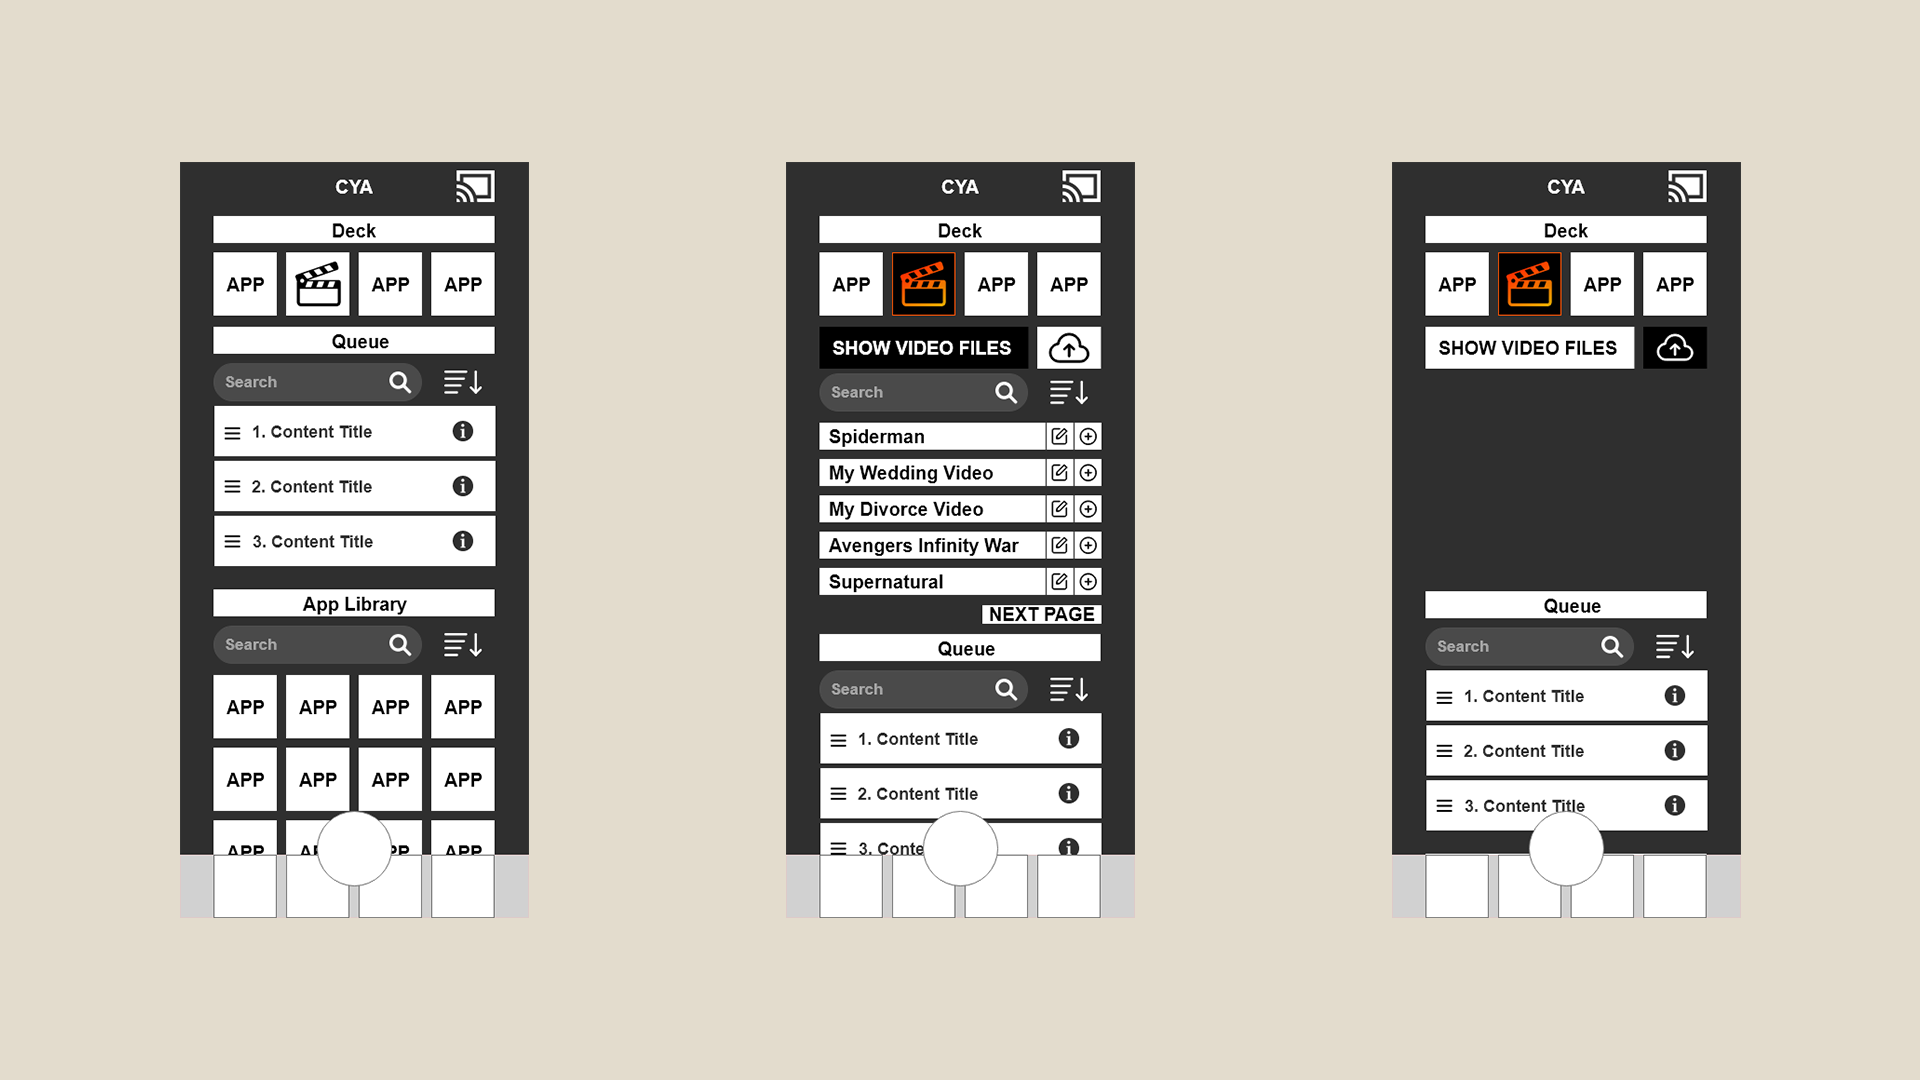 CYA
Deck
APP APP APP
Queue
Search
1. Content Title
2. Content Title
3. Content Title
App Library
Search
APP APP APP APP
APP APP APP APP
APP AP PP APP
CYA
Deck
APP APP APP
SHOW VIDEO FILES
Search
Spiderman
My Wedding Video
My Divorce Video
Avengers Infinity War
Supernatural
NEXT PAGE
Queue
Search
1. Content Title
2. Content Title
3. Conte
CYA
Deck
APP APP APP
SHOW VIDEO FILES
Queue
Search
1. Content Title
2. Content Title
3. Content Title